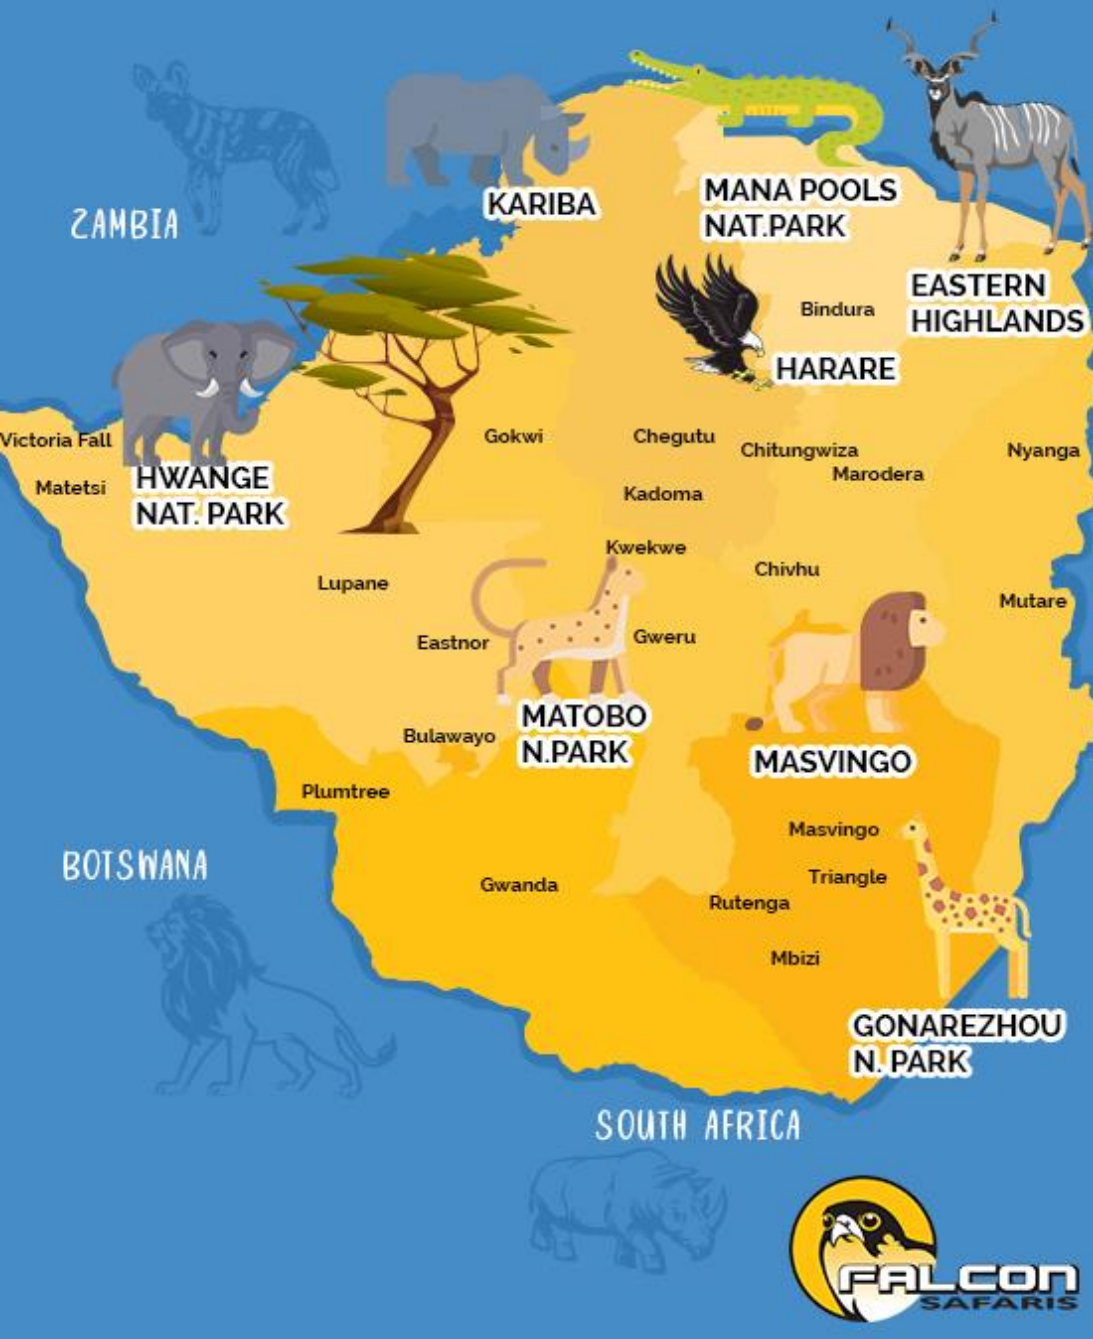 KARIBA
MANA POOLS
NAT.PARK
ZAMBIA
EASTERN
HIGHLANDS
Bindura
HARARE
Victoria Fall
Gokwi
Chegutu
Chitungwiza
Nyanga
Marodera
HWANGE
NAT. PARK
Matetsi
Kadoma
Kwekwe
Chivhu
Lupane
Mutare
Eastnor
Gweru
MATOBO
N.PARK
Bulawayo
MASVINGO
Plumtree
Masvingo
BOTSWANA
Triangle
Gwanda
Rutenga
Mbizi
GONAREZHOU
N. PARK
SOUTH AFRICA
FALCON
SAFARIS